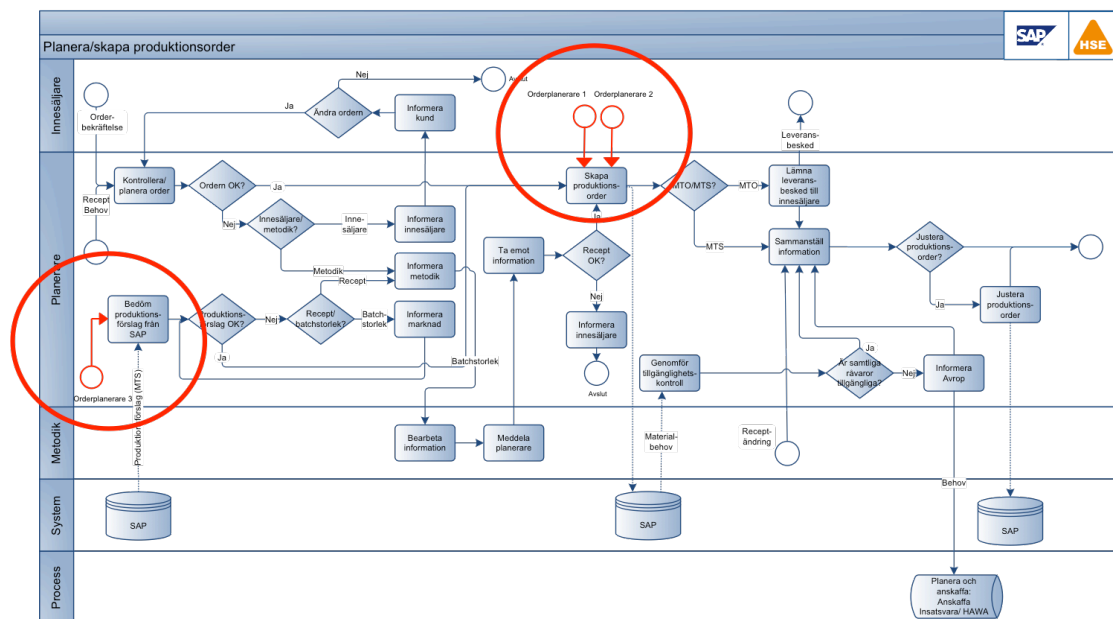 Planera/skapa produktionsorder
SAP
HSE
Innesäljare
Order-
bekräftelse
Ja
Ändra ordern
Nej
Avslut
Informera
kund
Orderplanerare 1
Orderplanerare 2
Leverans-
besked
Planerare
Recept
Behov
Kontrollera/
planera order
Ordern OK?
Ja
Nej
Innesäljare/
metodik?
Inne-
säljare
Informera
innesäljare
Metodik
Recept
Informera
metodik
Skapa
produktions-
order
MTO/MTS?
MTO
MTS
Lämna
leverans-
besked till
innesäljare
Sammanställ
information
Justera
produktions-
order?
Ja
Justera
produktions-
order
Ta emot
information
Recept
OK?
Ja
Nej
Informera
innesäljare
Avslut
Bedöm
produktions-
förslag från
SAP
Produktions-
förslag OK?
Nej
Ja
Recept/
batchstorlek?
Batch-
storlek
Informera
marknad
Batchstorlek
Orderplanerare 3
Produktionsförslag (MTS)
Genomför
tillgänglighets-
kontroll
Är samtliga
råvaror
tillgängliga?
Ja
Nej
Informera
Avrop
Metodik
Bearbeta
information
Meddela
planerare
Material-
behov
Recept-
ändring
Behov
System
SAP
SAP
SAP
Process
Planera och
anskaffa:
Anskaffa
Insatsvara/ HAWA